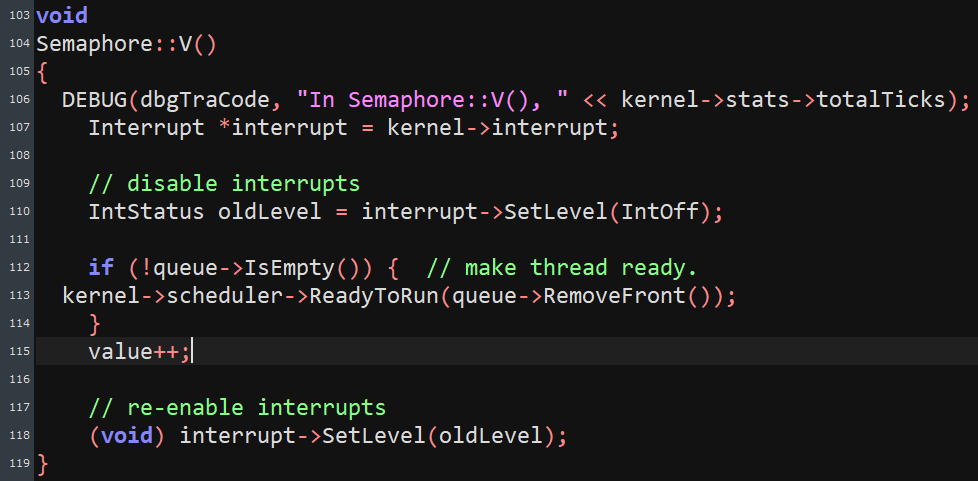 103 void
104 Semaphore::V()
105 {
106   DEBUG(dbgTraCode, "In Semaphore::V(), " << kernel->stats->totalTicks);
107     Interrupt *interrupt = kernel->interrupt;
108
109     // disable interrupts
110     IntStatus oldLevel = interrupt->SetLevel(IntOff);
111
112     if (!queue->IsEmpty()) {  // make thread ready.
113   kernel->scheduler->ReadyToRun(queue->RemoveFront());
114     }
115     value++;
116
117     // re-enable interrupts
118     (void) interrupt->SetLevel(oldLevel);
119 }